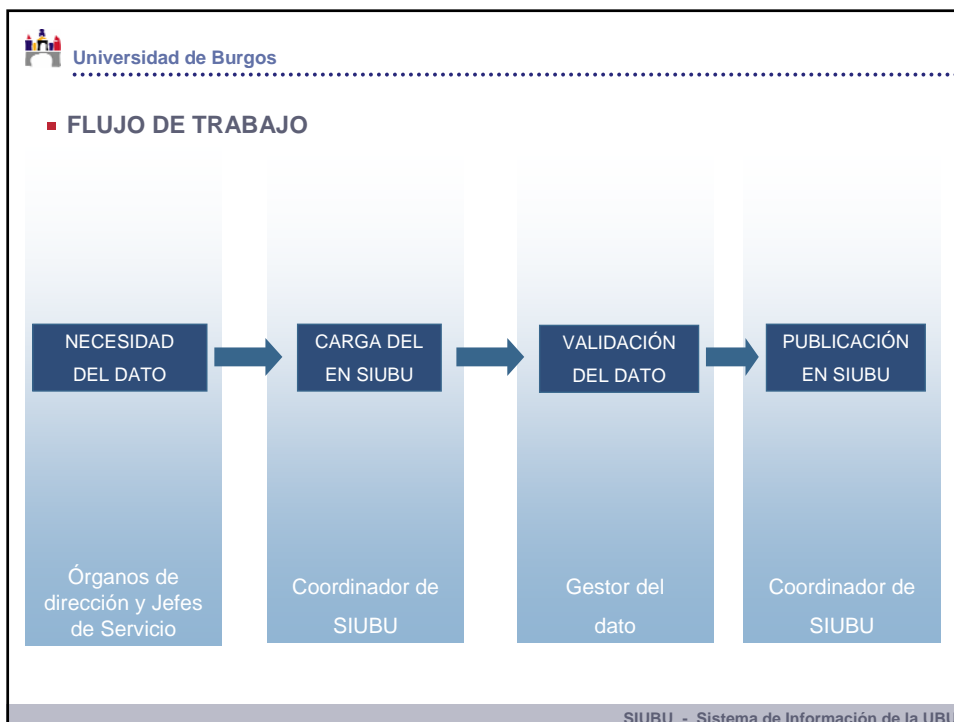 Universidad de Burgos
FLUJO DE TRABAJO
NECESIDAD
DEL DATO
CARGA DEL
EN SIUBU
VALIDACIÓN
DEL DATO
PUBLICACIÓN
EN SIUBU
Órganos de
dirección y Jefes
de Servicio
Coordinador de
SIUBU
Gestor del
dato
Coordinador de
SIUBU
SIUBU - Sistema de Información de la UBU